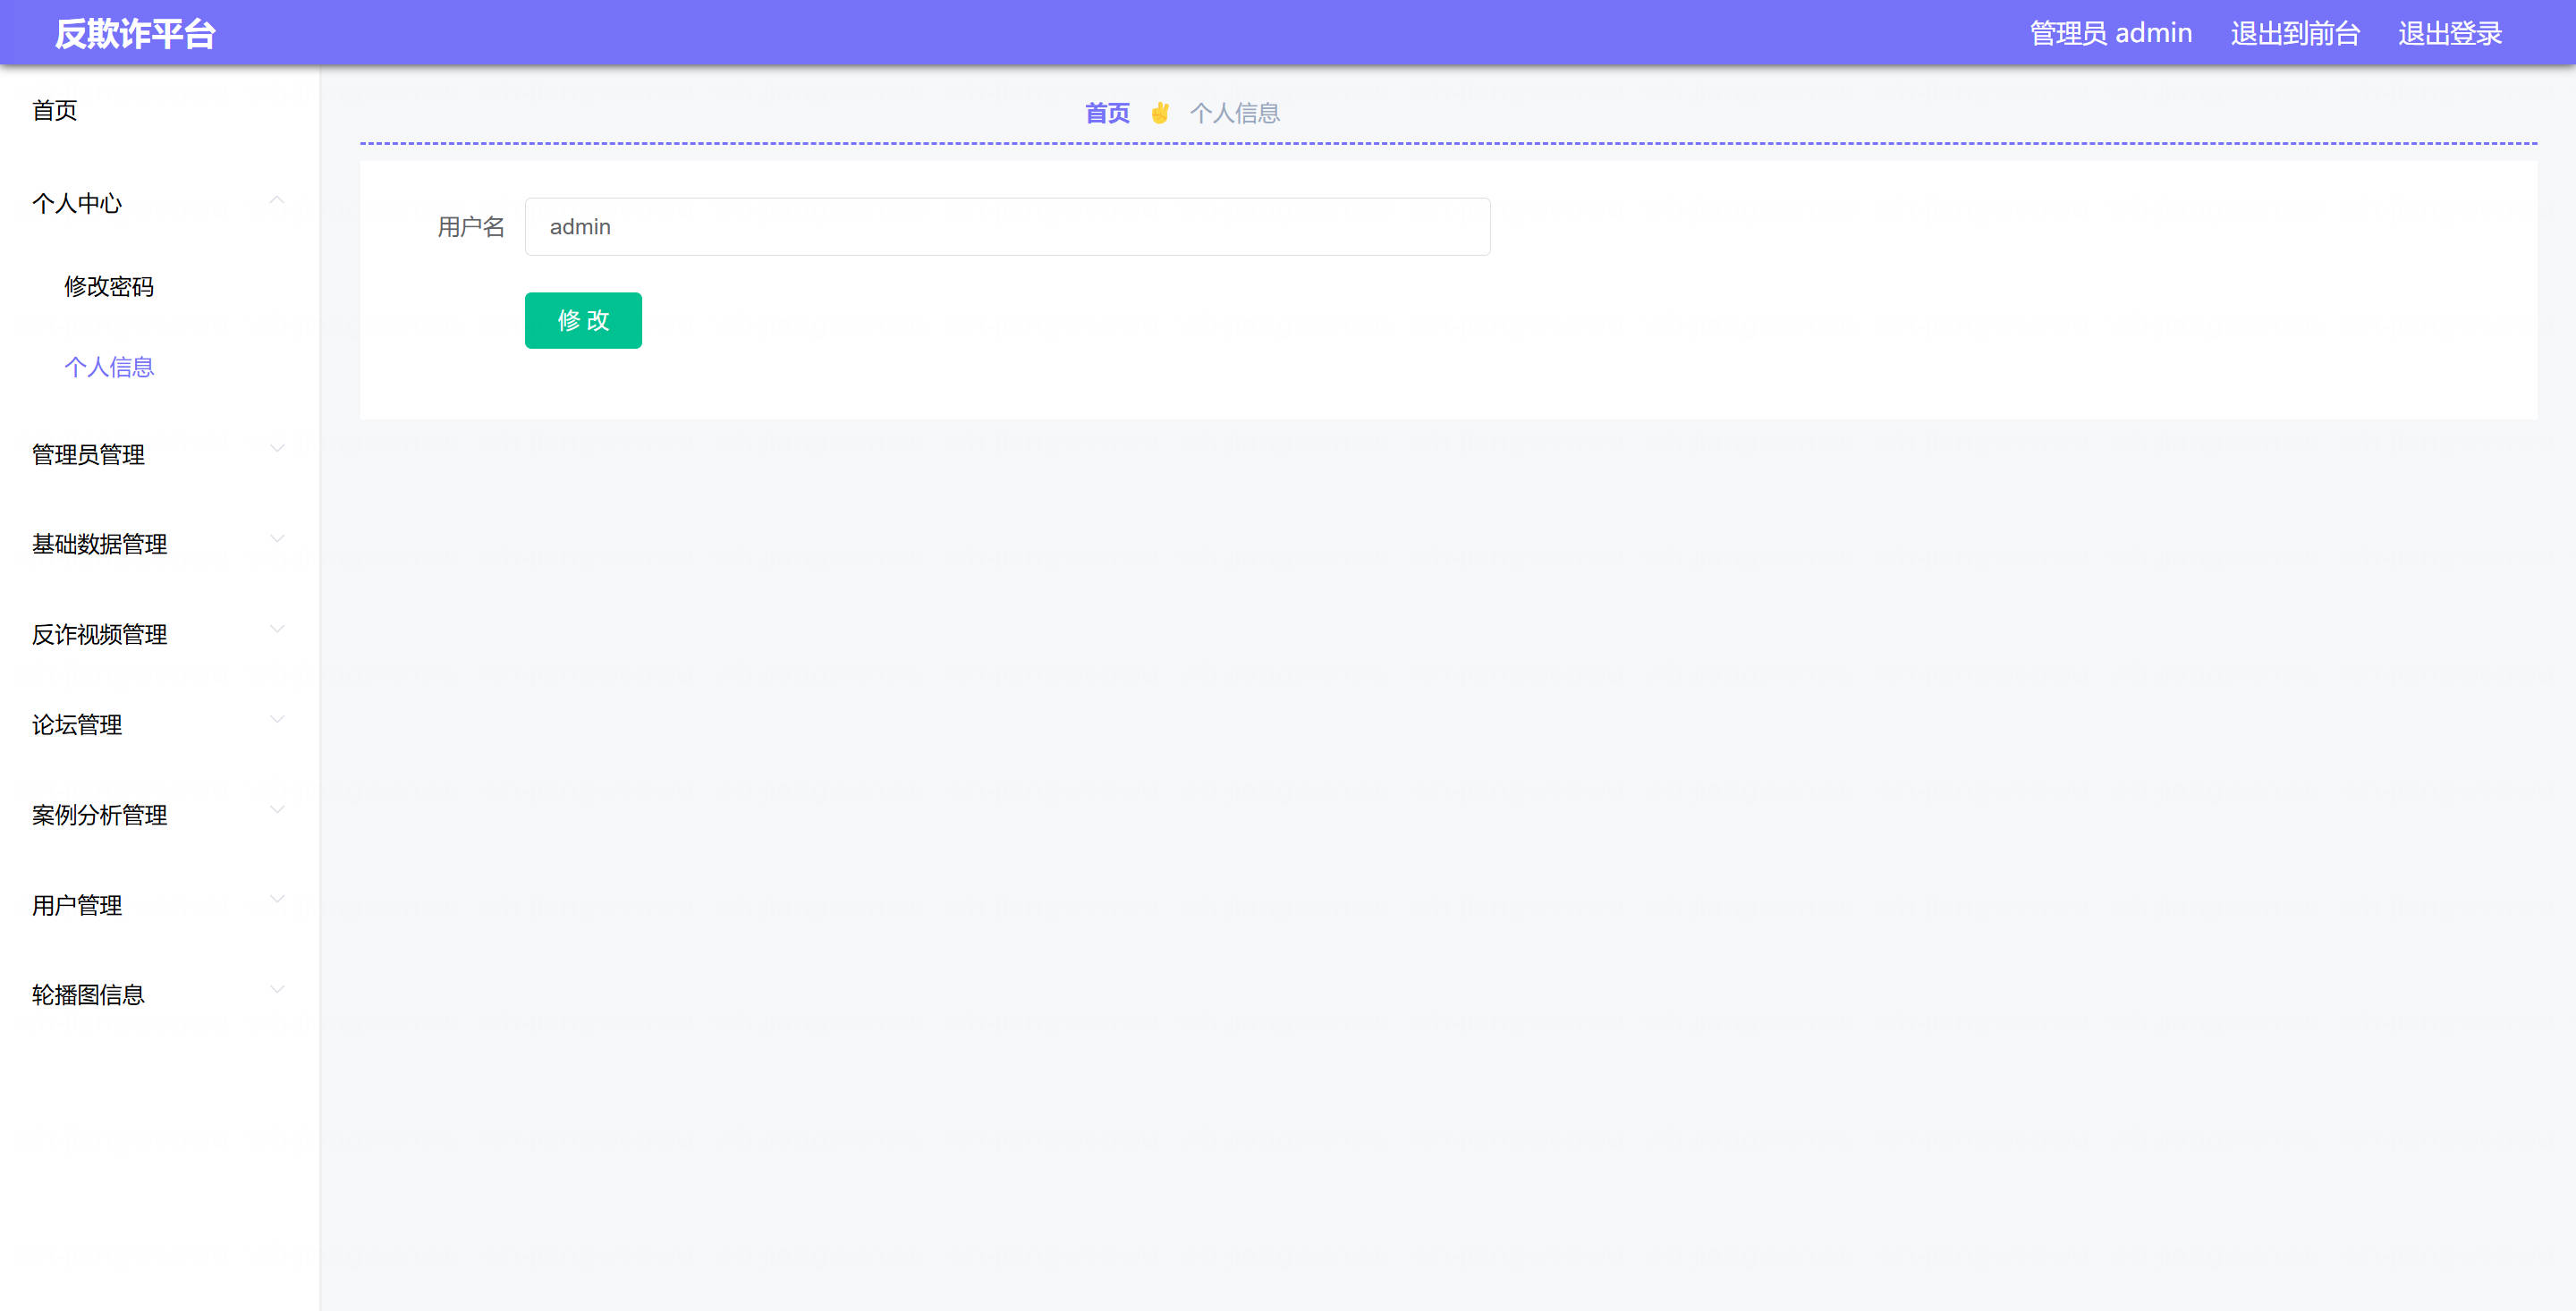 反欺诈平台
管理员 admin 退出到前台 退出登录
首页
个人中心
修改密码
个人信息
管理员管理
基础数据管理
反诈视频管理
论坛管理
案例分析管理
用户管理
轮播图信息
首页 个人信息
用户名 admin
修 改